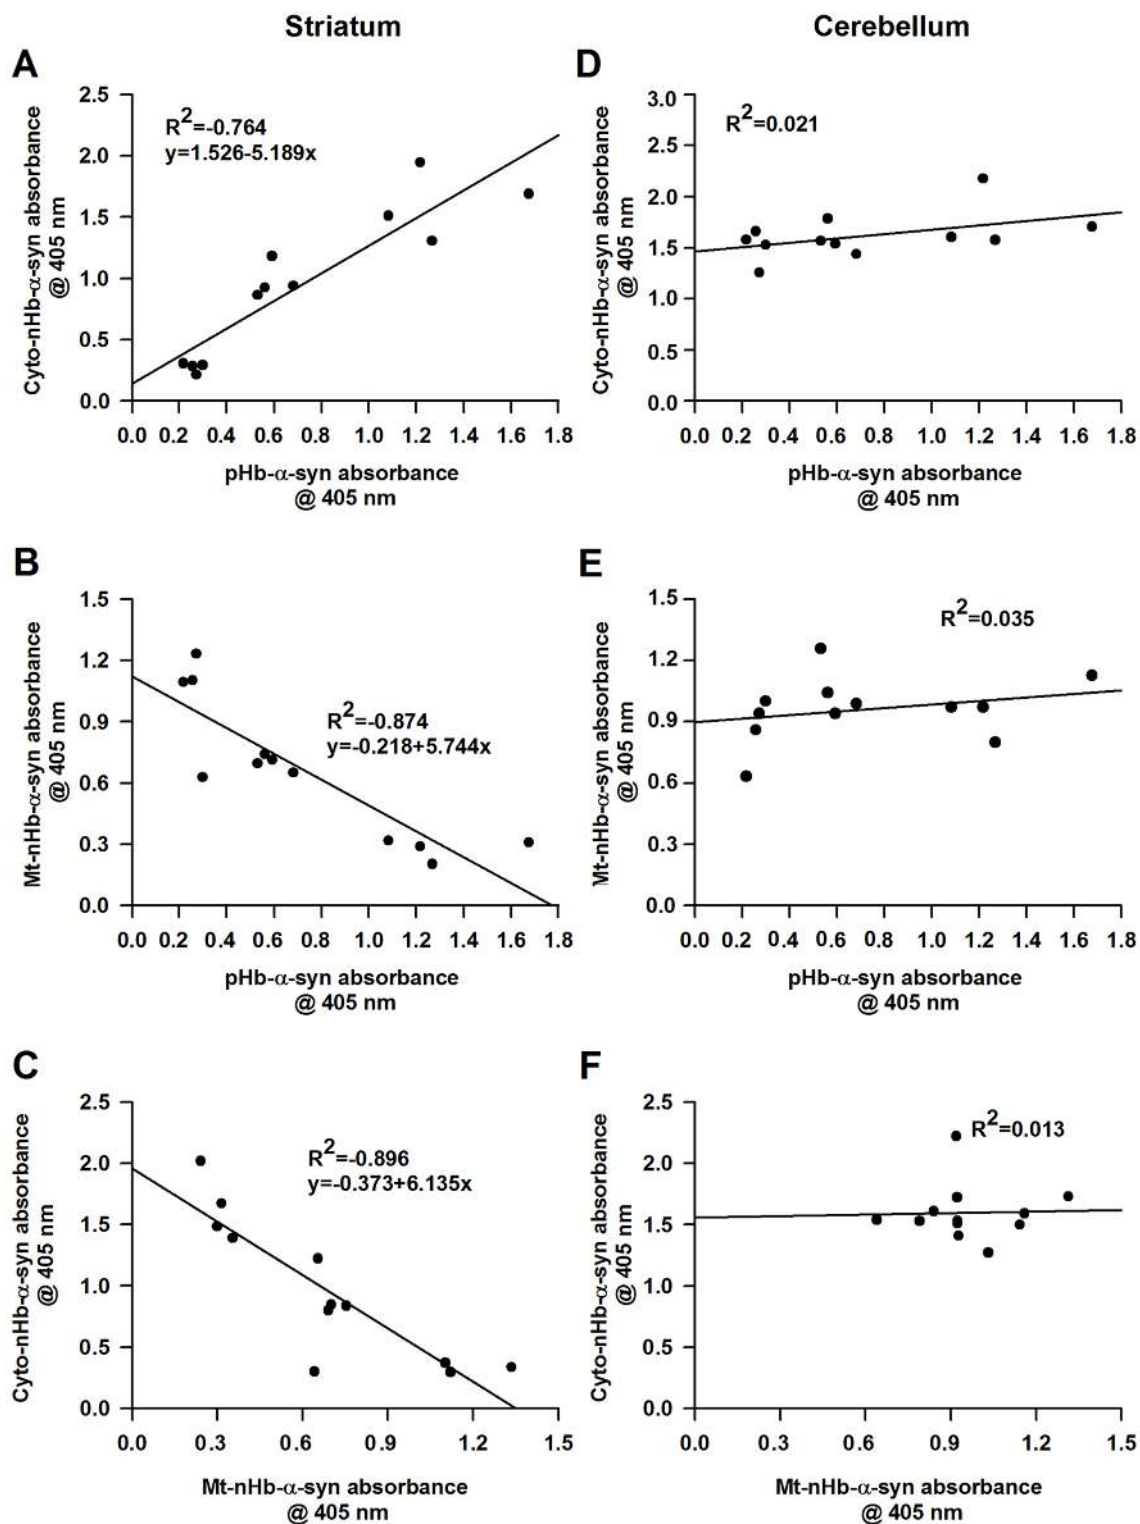 Striatum
Cerebellum
A
Cyto-nHb-α-syn absorbance
@ 405 nm
2.5
2.0
1.5
1.0
0.5
0.0
R2=-0.764
y=1.526-5.189x
0.0 0.2 0.4 0.6 0.8 1.0 1.2 1.4 1.6 1.8
pHb-α-syn absorbance
@ 405 nm
D
Cyto-nHb-α-syn absorbance
@ 405 nm
3.0
2.5
2.0
1.5
1.0
0.5
0.0
R2=0.021
0.0 0.2 0.4 0.6 0.8 1.0 1.2 1.4 1.6 1.8
pHb-α-syn absorbance
@ 405 nm
B
Mt-nHb-α-syn absorbance
@ 405 nm
1.5
1.2
0.9
0.6
0.3
0.0
R2=-0.874
y=-0.218+5.744x
0.0 0.2 0.4 0.6 0.8 1.0 1.2 1.4 1.6 1.8
pHb-α-syn absorbance
@ 405 nm
E
Mt-nHb-α-syn absorbance
@ 405 nm
1.5
1.2
0.9
0.6
0.3
0.0
R2=0.035
0.0 0.2 0.4 0.6 0.8 1.0 1.2 1.4 1.6 1.8
pHb-α-syn absorbance
@ 405 nm
C
Cyto-nHb-α-syn absorbance
@ 405 nm
2.5
2.0
1.5
1.0
0.5
0.0
R2=-0.896
y=-0.373+6.135x
0.0 0.3 0.6 0.9 1.2 1.5
Mt-nHb-α-syn absorbance
@ 405 nm
F
Cyto-nHb-α-syn absorbance
@ 405 nm
2.5
2.0
1.5
1.0
0.5
0.0
R2=0.013
0.0 0.3 0.6 0.9 1.2 1.5
Mt-nHb-α-syn absorbance
@ 405 nm